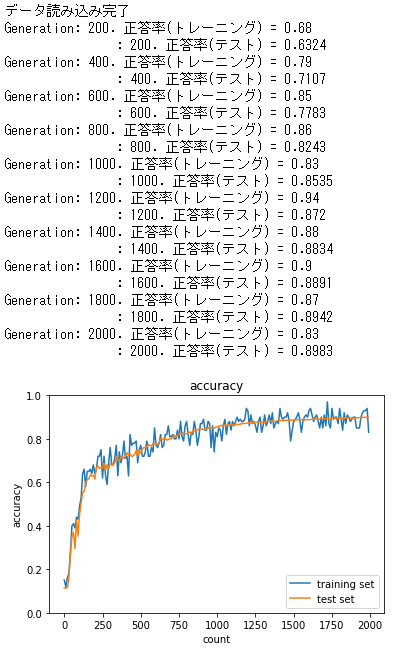 データ読み込み完了
Generation: 200. 正答率(トレーニング) = 0.68
: 200. 正答率(テスト) = 0.6324
Generation: 400. 正答率(トレーニング) = 0.79
: 400. 正答率(テスト) = 0.7107
Generation: 600. 正答率(トレーニング) = 0.85
: 600. 正答率(テスト) = 0.7783
Generation: 800. 正答率(トレーニング) = 0.86
: 800. 正答率(テスト) = 0.8243
Generation: 1000. 正答率(トレーニング) = 0.83
: 1000. 正答率(テスト) = 0.8535
Generation: 1200. 正答率(トレーニング) = 0.94
: 1200. 正答率(テスト) = 0.872
Generation: 1400. 正答率(トレーニング) = 0.88
: 1400. 正答率(テスト) = 0.8834
Generation: 1600. 正答率(トレーニング) = 0.9
: 1600. 正答率(テスト) = 0.8891
Generation: 1800. 正答率(トレーニング) = 0.87
: 1800. 正答率(テスト) = 0.8942
Generation: 2000. 正答率(トレーニング) = 0.83
: 2000. 正答率(テスト) = 0.8983
accuracy
1.0
0.8
0.6
0.4
0.2
0.0
accuracy
training set
test set
0 250 500 750 1000 1250 1500 1750 2000
count